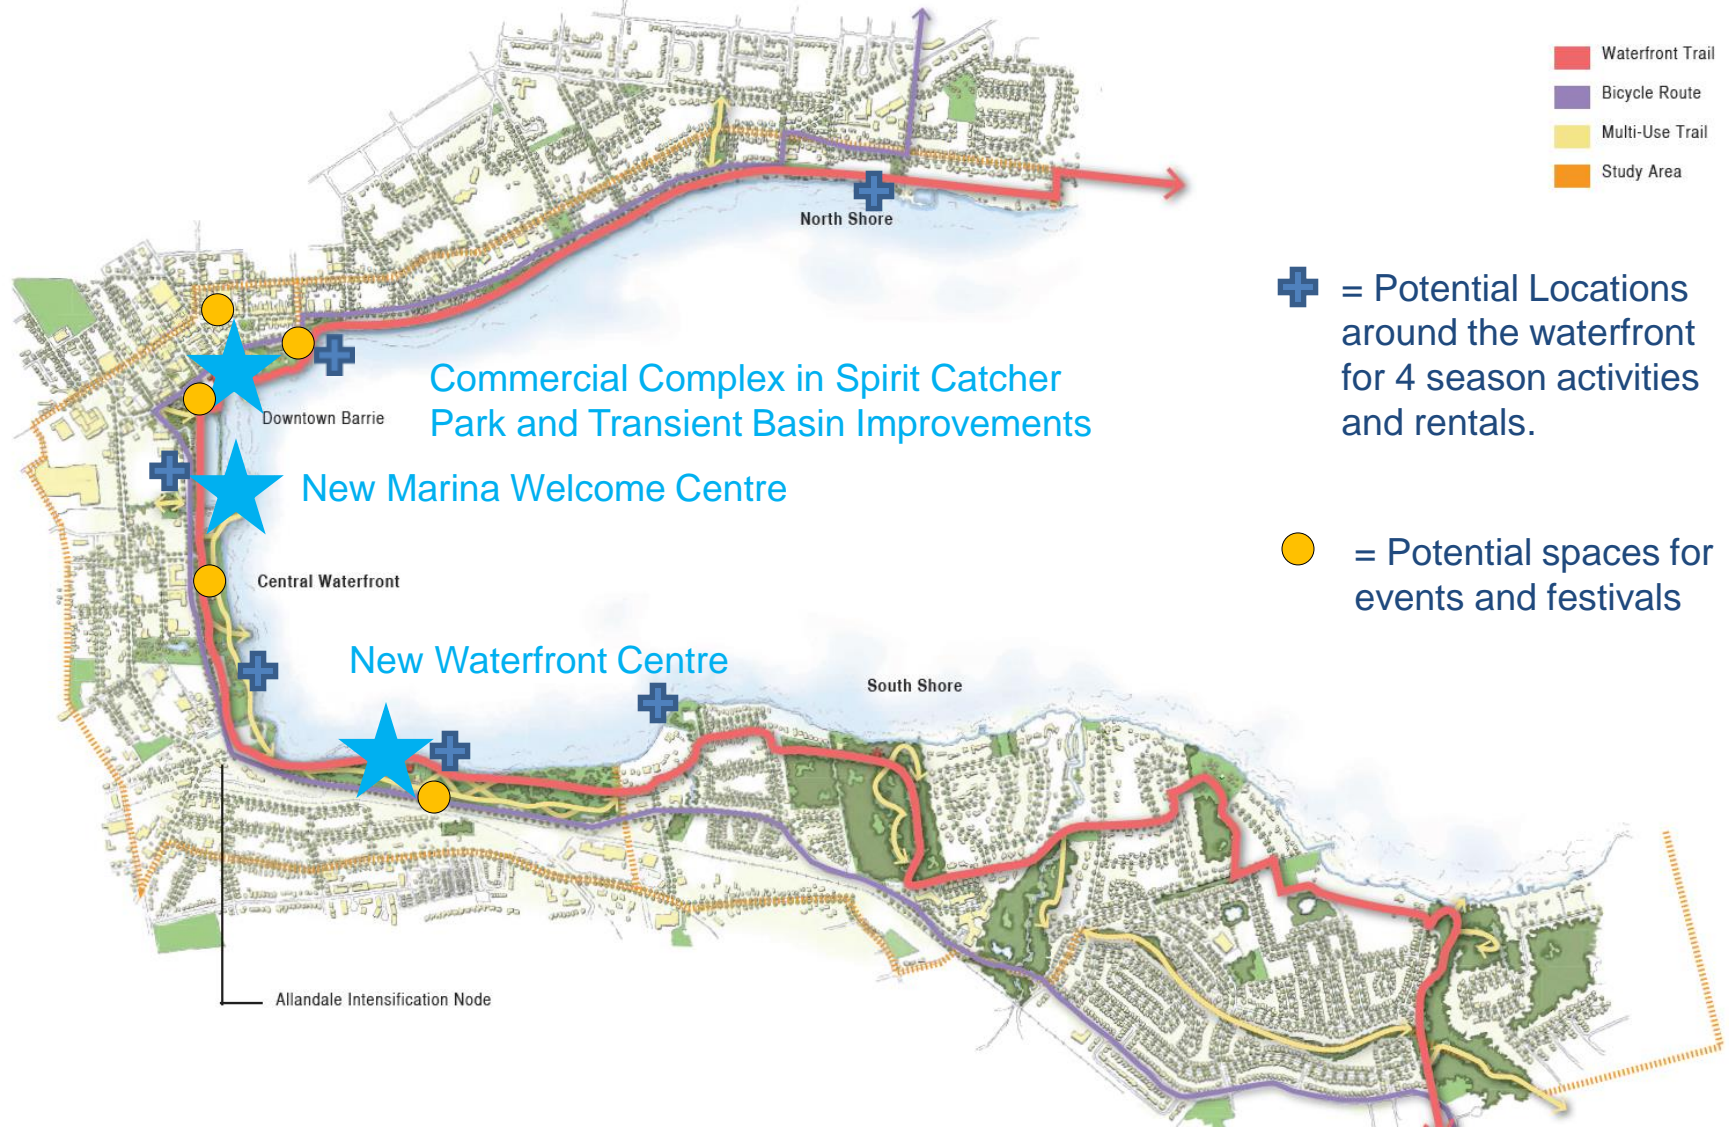 Waterfront Trail
Bicycle Route
Multi-Use Trail
Study Area
North Shore
= Potential Locations
around the waterfront
for 4 season activities
and rentals.
Commercial Complex in Spirit Catcher
Park and Transient Basin Improvements
Downtown Barrie
New Marina Welcome Centre
= Potential spaces for
events and festivals
Central Waterfront
New Waterfront Centre
South Shore
Allandale Intensification Node